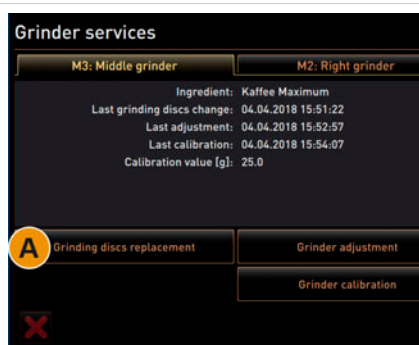 Grinder services
M3: Middle grinder M2: Right grinder
Ingredient: Kaffee Maximum
Last grinding discs change: 04.04.2018 15:51:22
Last adjustment: 04.04.2018 15:52:57
Last calibration: 04.04.2018 15:54:07
Calibration value [g]: 25.0
A Grinding discs replacement Grinder adjustment
Grinder calibration